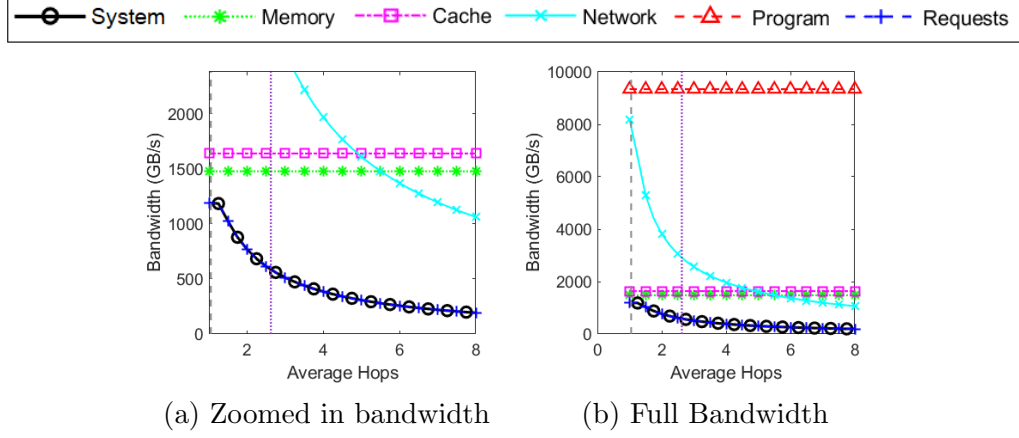 System Memory Cache Network Program Requests
Bandwidth (GB/s)
2000
1500
1000
500
0
2 4 6 8
Average Hops
(a) Zoomed in bandwidth
Bandwidth (GB/s)
10000
8000
6000
4000
2000
0
0 2 4 6 8
Average Hops
(b) Full Bandwidth